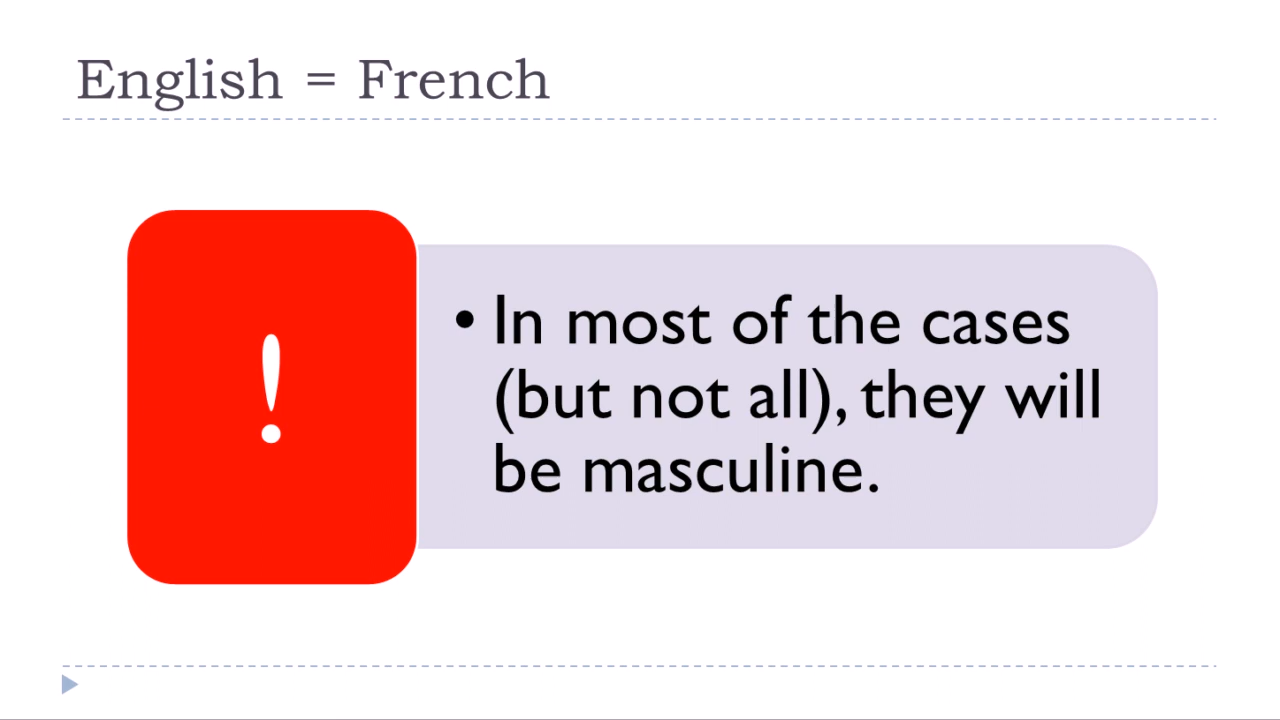 English = French
!
• In most of the cases
(but not all), they will
be masculine.